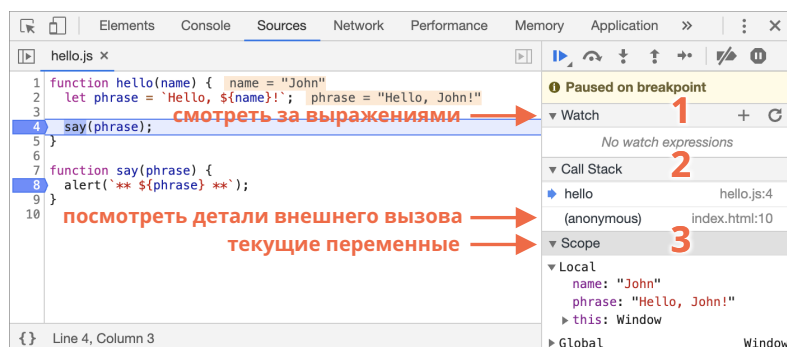 Elements Console Sources Network Performance Memory Application »
hello.js ×
1 function hello(name) { name = "John"
2 let phrase = `Hello, ${name}!`; phrase = "Hello, John!"
3
4 say(phrase);
5 }
6
7 function say(phrase) {
8 alert(`** ${phrase} **`);
9 }
10
смотреть за выражениями
посмотреть детали внешнего вызова
текущие переменные
{} Line 4, Column 3
Paused on breakpoint
Watch 1
No watch expressions
Call Stack 2
hello hello.js:4
(anonymous) index.html:10
Scope 3
Local
name: "John"
phrase: "Hello, John!"
this: Window
Global Window